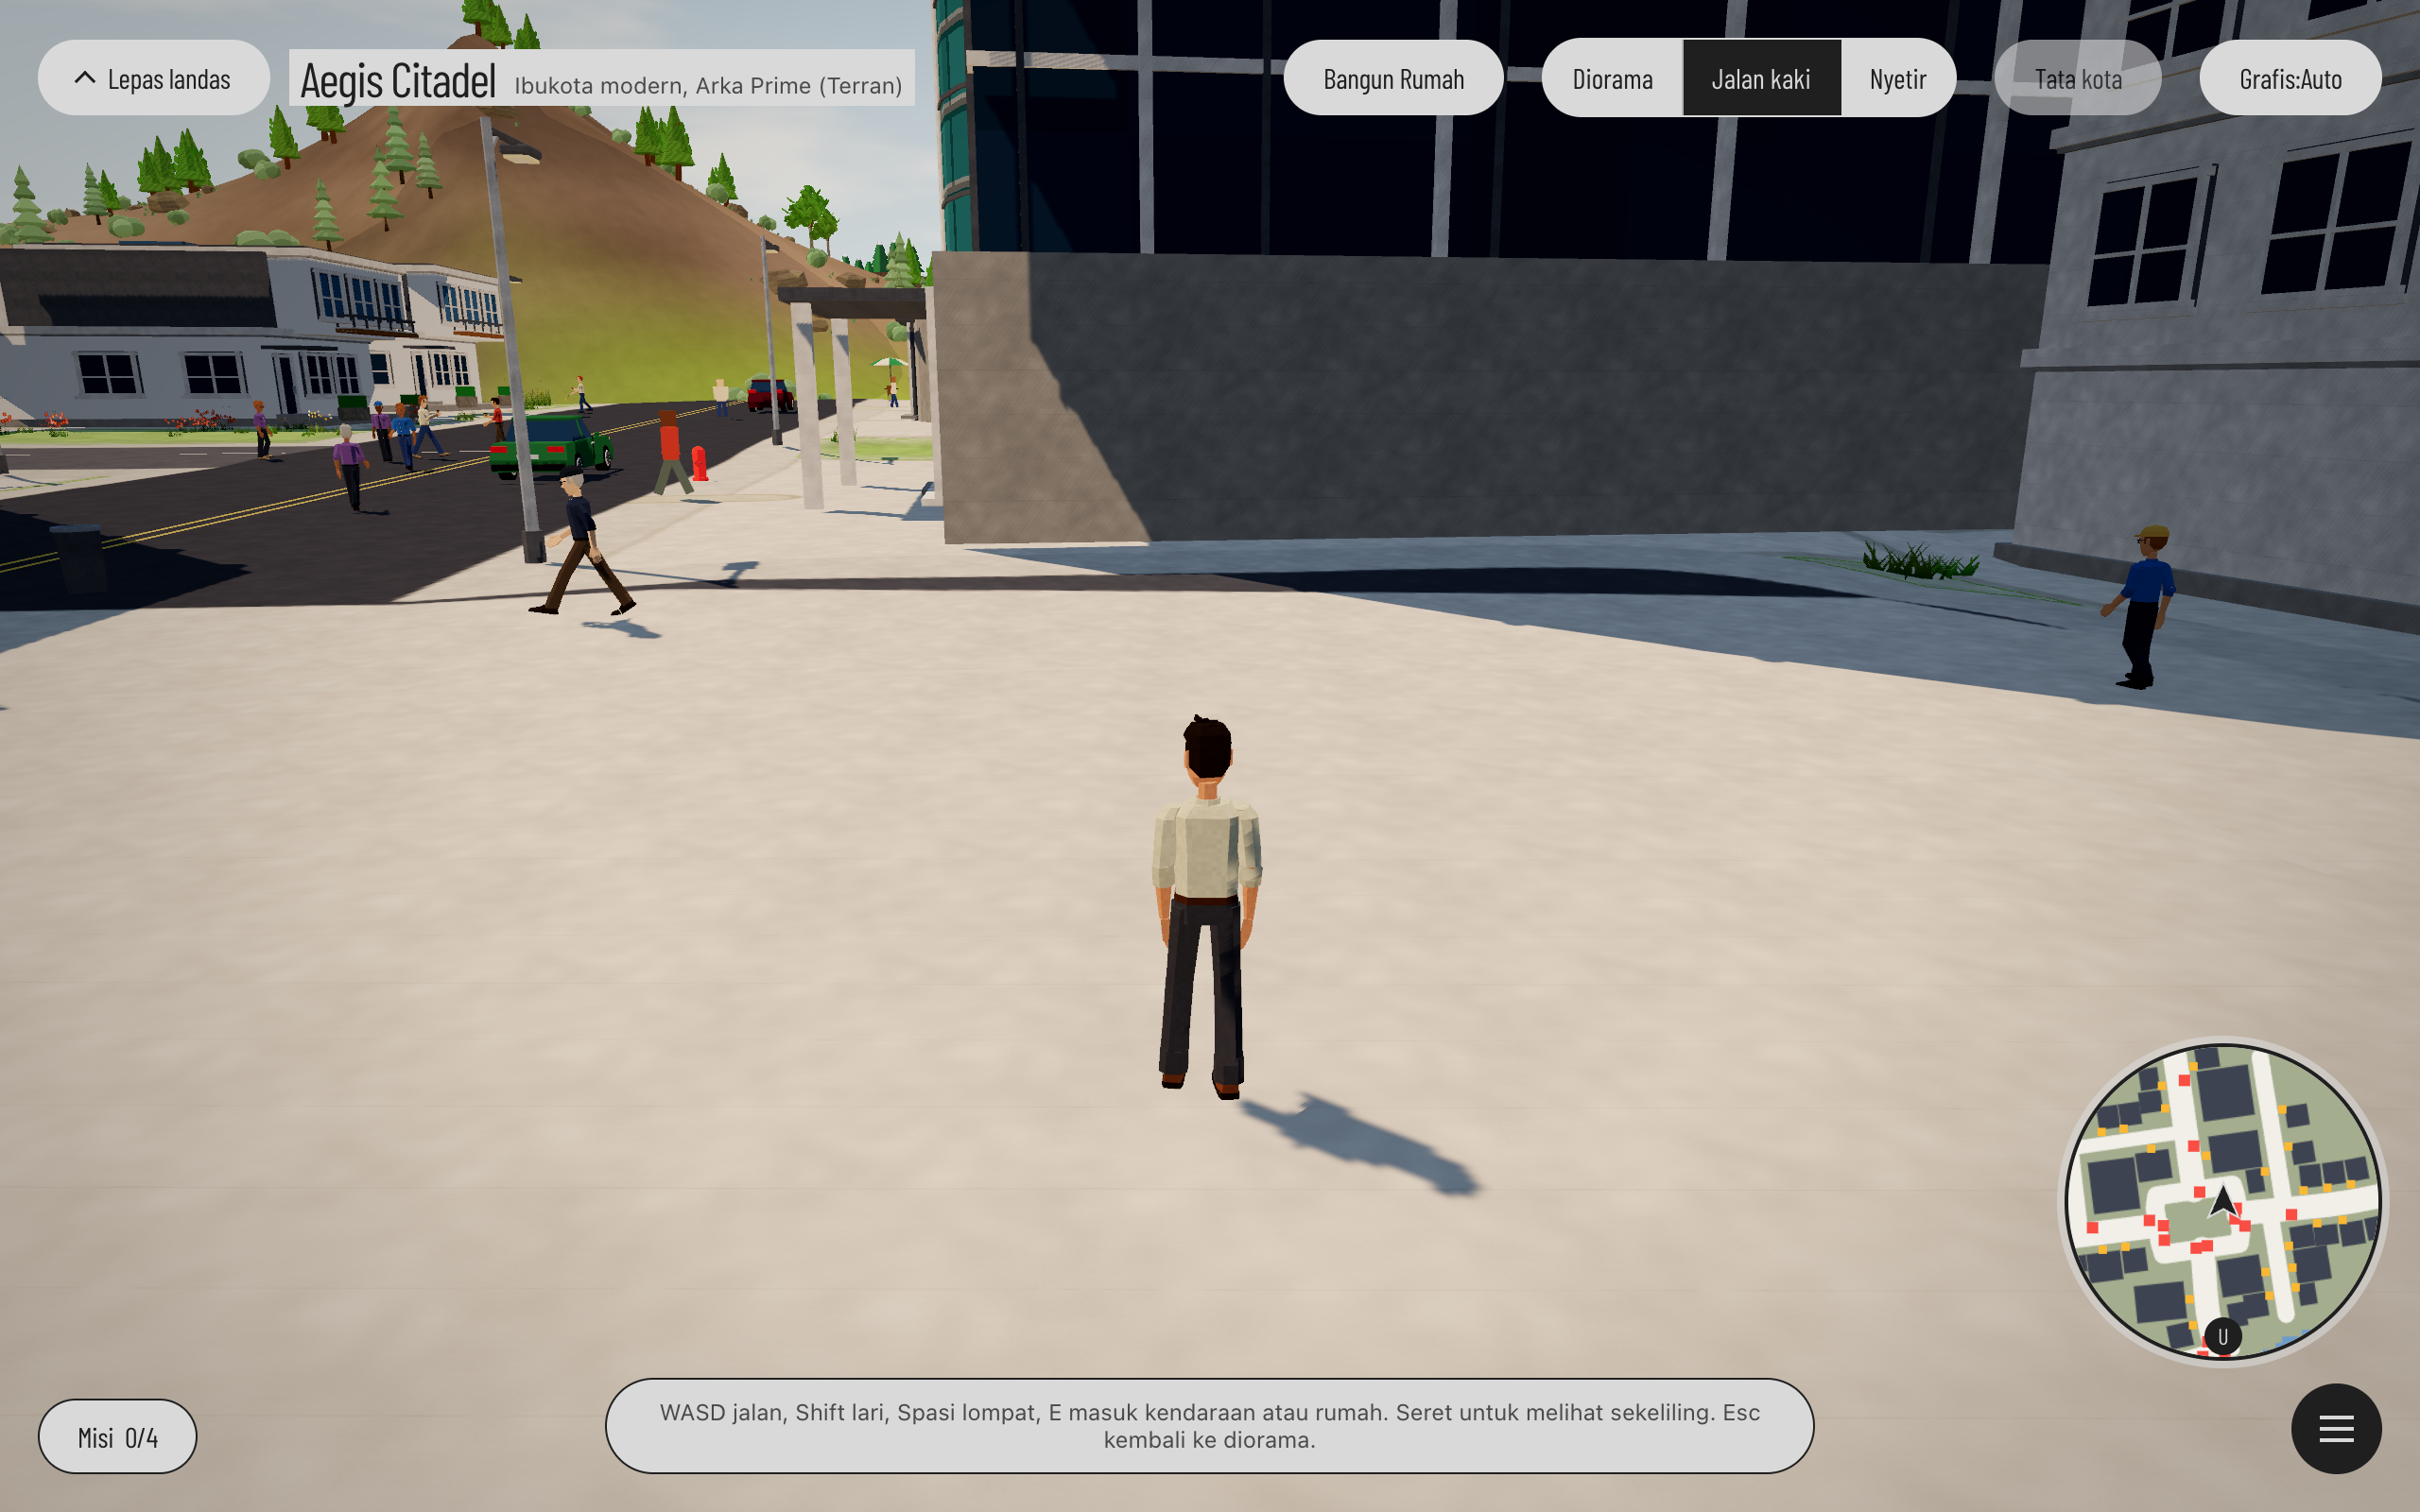 Lepas landas
Aegis Citadel Ibukota modern, Arka Prime (Terran)
Bangun Rumah
Diorama
Jalan kaki
Nyetir
Tata kota
Grafis:Auto
U
Misi 0/4
WASD jalan, Shift lari, Spasi lompat, E masuk kendaraan atau rumah. Seret untuk melihat sekeliling. Esc
kembali ke diorama.